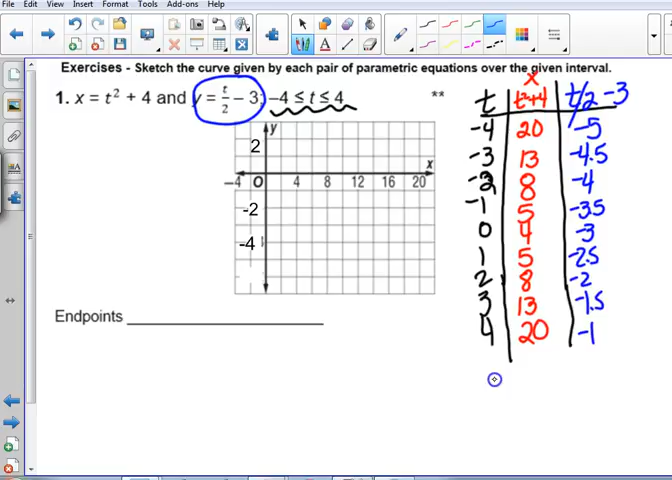 File Edit View Insert Format Tools Add-ons Help
Exercises - Sketch the curve given by each pair of parametric equations over the given interval.
1. x = t² + 4 and y = t/2 − 3; −4 ≤ t ≤ 4 **
y
2
x
−4 O 4 8 12 16 20
-2
-4
Endpoints
x
t t²+4 t/2 -3
-4 20 -5
-3 13 -4.5
-2 8 -4
-1 5 -3.5
0 4 -3
1 5 -2.5
2 8 -2
3 13 -1.5
4 20 -1